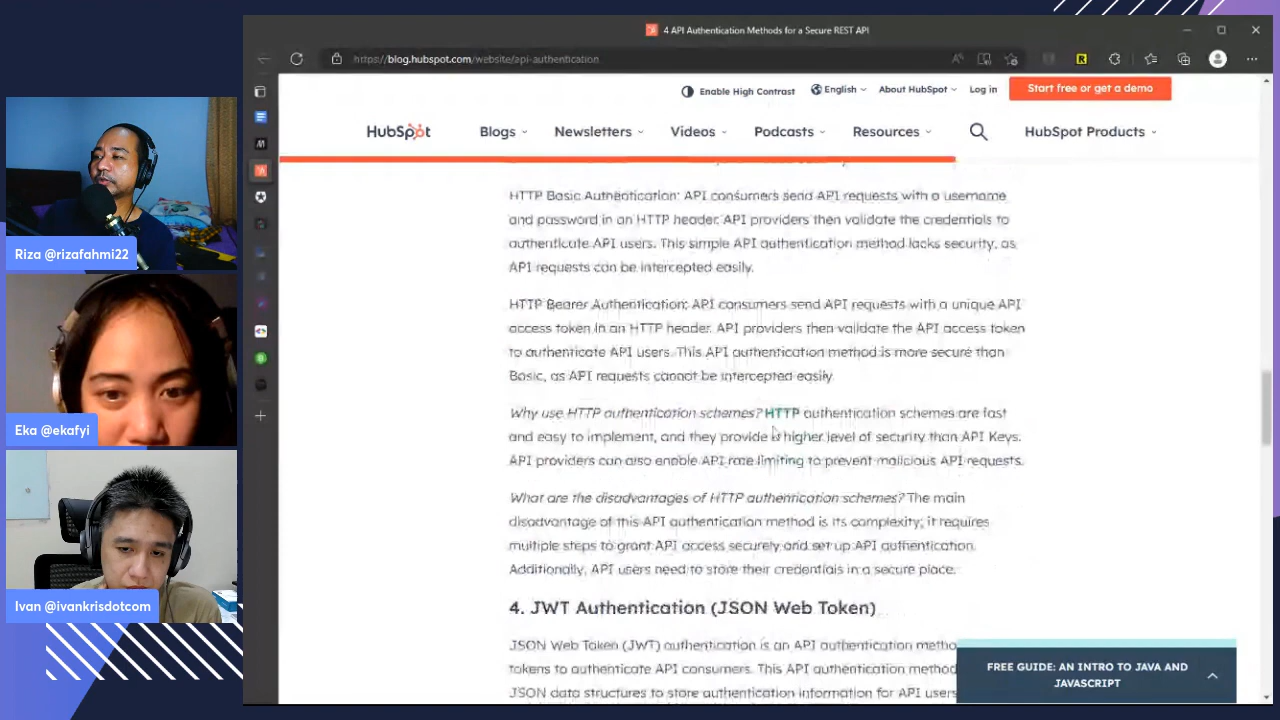 4 API Authentication Methods for a Secure REST API
https://blog.hubspot.com/website/api-authentication
Enable High Contrast
English
About HubSpot
Log in
Start free or get a demo
HubSpot
Blogs
Newsletters
Videos
Podcasts
Resources
HubSpot Products
HTTP Basic Authentication: API consumers send API requests with a username
and password in an HTTP header. API providers then validate the credentials to
authenticate API users. This simple API authentication method lacks security, as
API requests can be intercepted easily.
HTTP Bearer Authentication: API consumers send API requests with a unique API
access token in an HTTP header. API providers then validate the API access token
to authenticate API users. This API authentication method is more secure than
Basic, as API requests cannot be intercepted easily
Why use HTTP authentication schemes? HTTP authentication schemes are fast
and easy to implement, and they provide a higher level of security than API Keys.
API providers can also enable API rate limiting to prevent malicious API requests.
What are the disadvantages of HTTP authentication schemes? The main
disadvantage of this API authentication method is its complexity; it requires
multiple steps to grant API access securely and set up API authentication.
Additionally, API users need to store their credentials in a secure place.
4. JWT Authentication (JSON Web Token)
JSON Web Token (JWT) authentication is an API authentication metho
tokens to authenticate API consumers. This API authentication method
JSON data structures to store authentication information for API users
FREE GUIDE: AN INTRO TO JAVA AND
JAVASCRIPT
Riza @rizafahmi22
Eka @ekafyi
Ivan @ivankrisdotcom